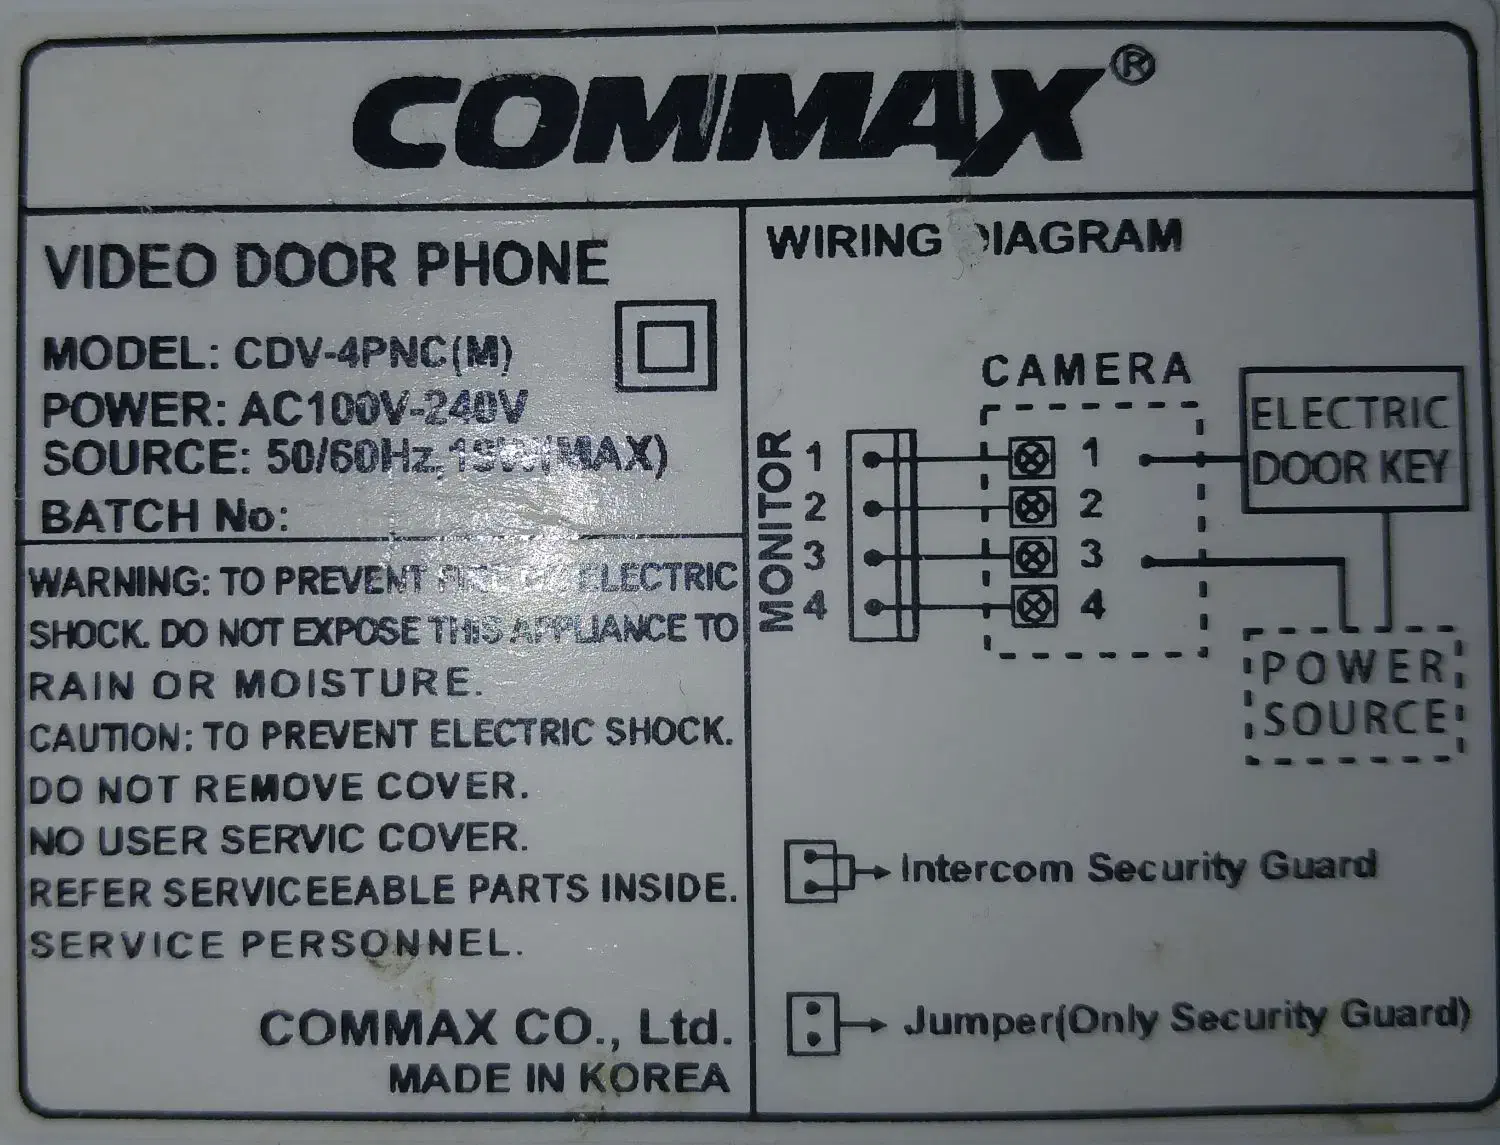 COMMAX®
VIDEO DOOR PHONE
MODEL: CDV-4PNC(M)
POWER: AC100V-240V
SOURCE: 50/60Hz, (MAX)
BATCH No:
WARNING: TO PREVENT ELECTRIC
SHOCK. DO NOT EXPOSE THIS APPLIANCE TO
RAIN OR MOISTURE.
CAUTION: TO PREVENT ELECTRIC SHOCK.
DO NOT REMOVE COVER.
NO USER SERVIC COVER.
REFER SERVICEEABLE PARTS INSIDE.
SERVICE PERSONNEL.
COMMAX CO., Ltd.
MADE IN KOREA
WIRING DIAGRAM
CAMERA
MONITOR
1
2
3
4
1
2
3
4
ELECTRIC
DOOR KEY
POWER
SOURCE
Intercom Security Guard
Jumper(Only Security Guard)